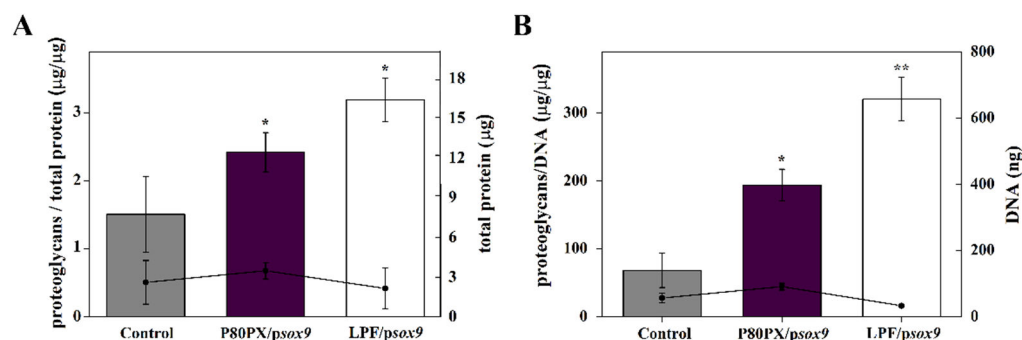 A
proteoglycans / total protein (μg/μg)
3
2
1
0
*
*
18
15
12
9
6
3
0
total protein (μg)
Control
P80PX/psox9
LPF/psox9
B
proteoglycans/DNA (μg/μg)
300
200
100
0
*
**
800
600
400
200
0
DNA (ng)
Control
P80PX/psox9
LPF/psox9